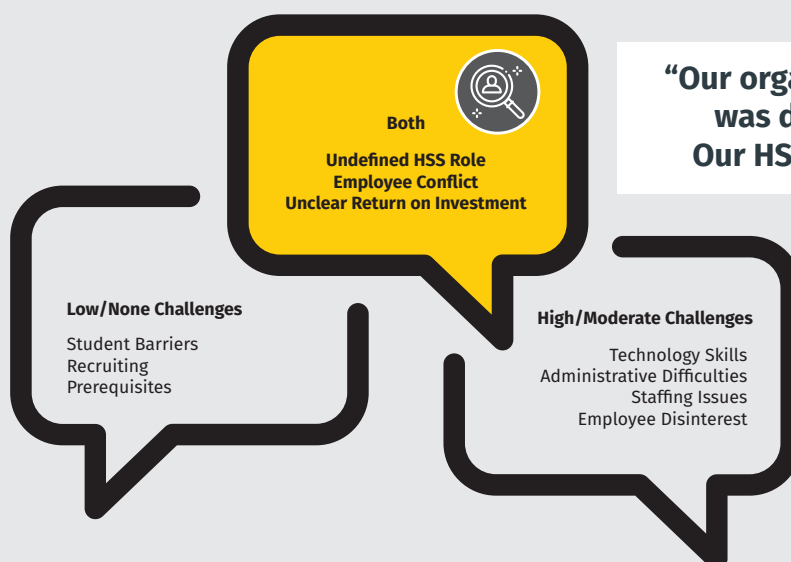 “Our orga
was d
Our HS
Both
Undefined HSS Role
Employee Conflict
Unclear Return on Investment
Low/None Challenges
Student Barriers
Recruiting
Prerequisites
High/Moderate Challenges
Technology Skills
Administrative Difficulties
Staffing Issues
Employee Disinterest